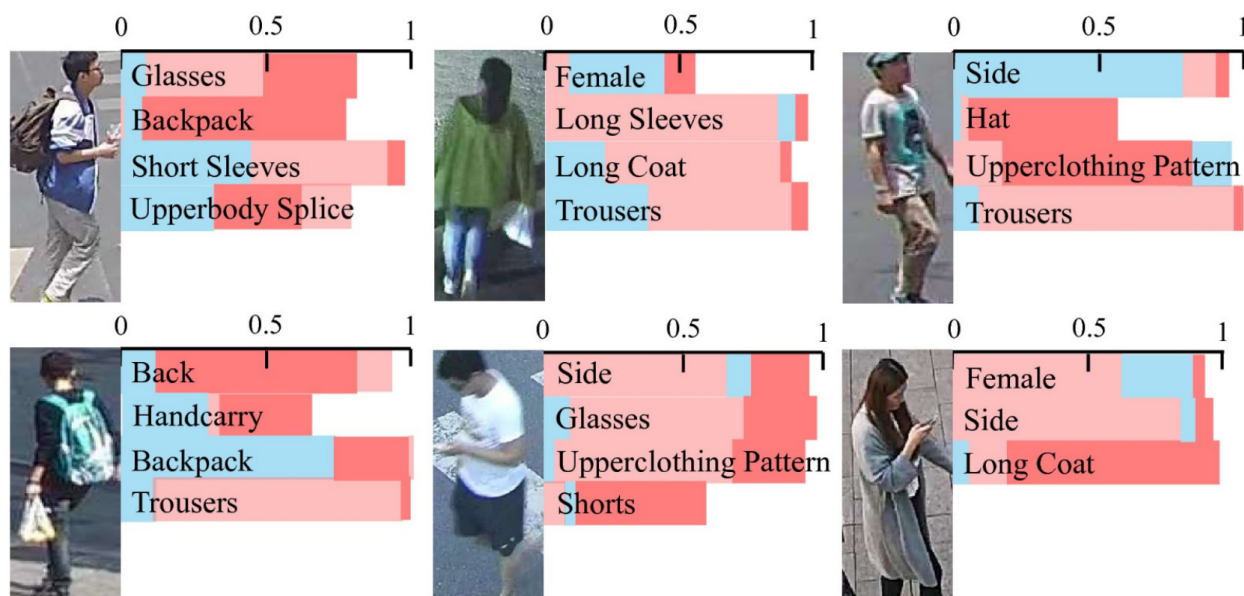 0 0.5 1
Glasses
Backpack
Short Sleeves
Upperbody Splice
0 0.5 1
Female
Long Sleeves
Long Coat
Trousers
0 0.5 1
Side
Hat
Upperclothing Pattern
Trousers
0 0.5 1
Back
Handcarry
Backpack
Trousers
0 0.5 1
Side
Glasses
Upperclothing Pattern
Shorts
0 0.5 1
Female
Side
Long Coat